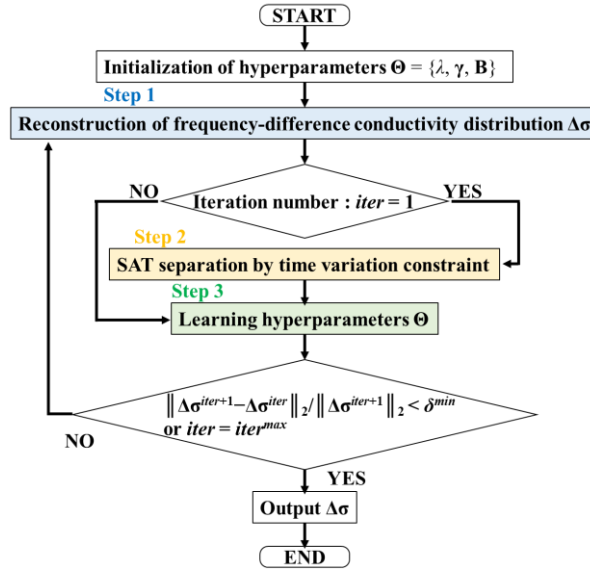 START
Initialization of hyperparameters Θ = {λ, γ, B}
Step 1
Reconstruction of frequency-difference conductivity distribution Δσ
NO
YES
Iteration number : iter = 1
Step 2
SAT separation by time variation constraint
Step 3
Learning hyperparameters Θ
‖Δσ^{iter+1}−Δσ^{iter}‖₂/‖Δσ^{iter+1}‖₂ < δ^{min}
or iter = iter^{max}
NO
YES
Output Δσ
END